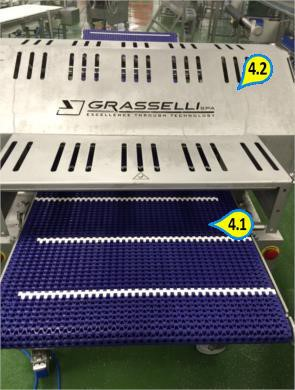 4.2
GRASSELLI SPA
EXCELLENCE THROUGH TECHNOLOGY
4.1